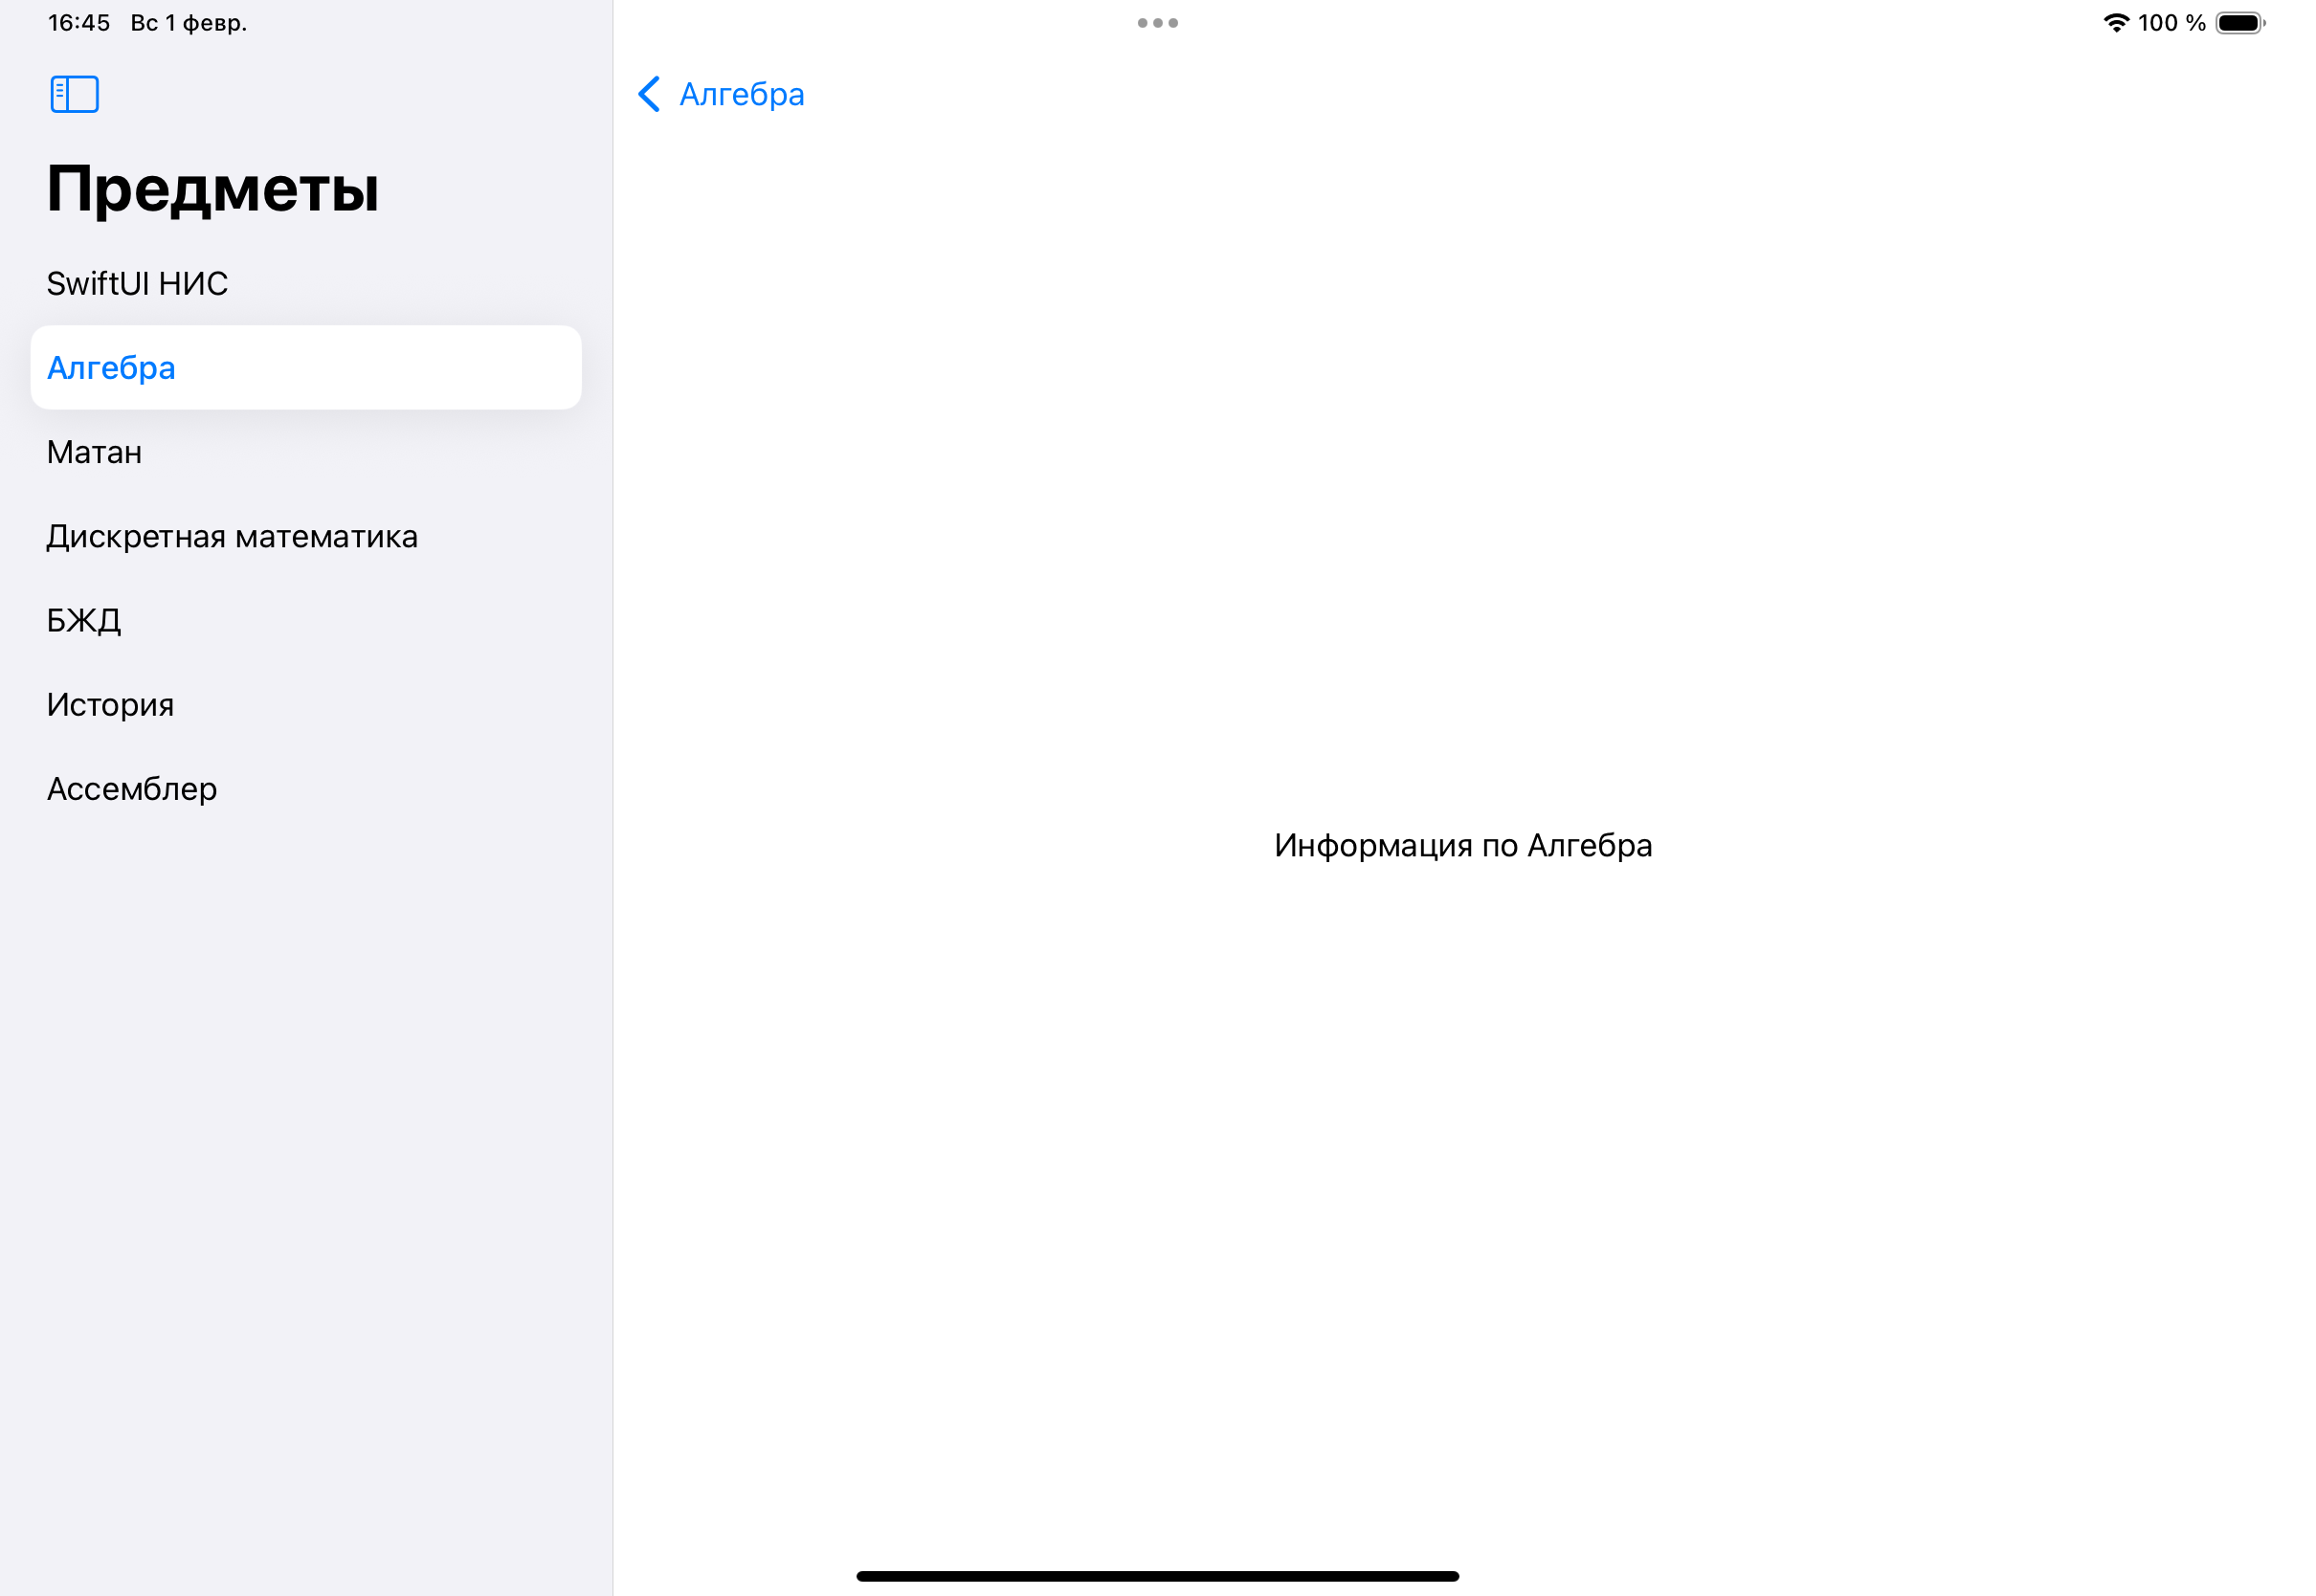 16:45 Вс 1 февр.
100 %
Алгебра
Предметы
SwiftUI НИС
Алгебра
Матан
Дискретная математика
БЖД
История
Ассемблер
Информация по Алгебра